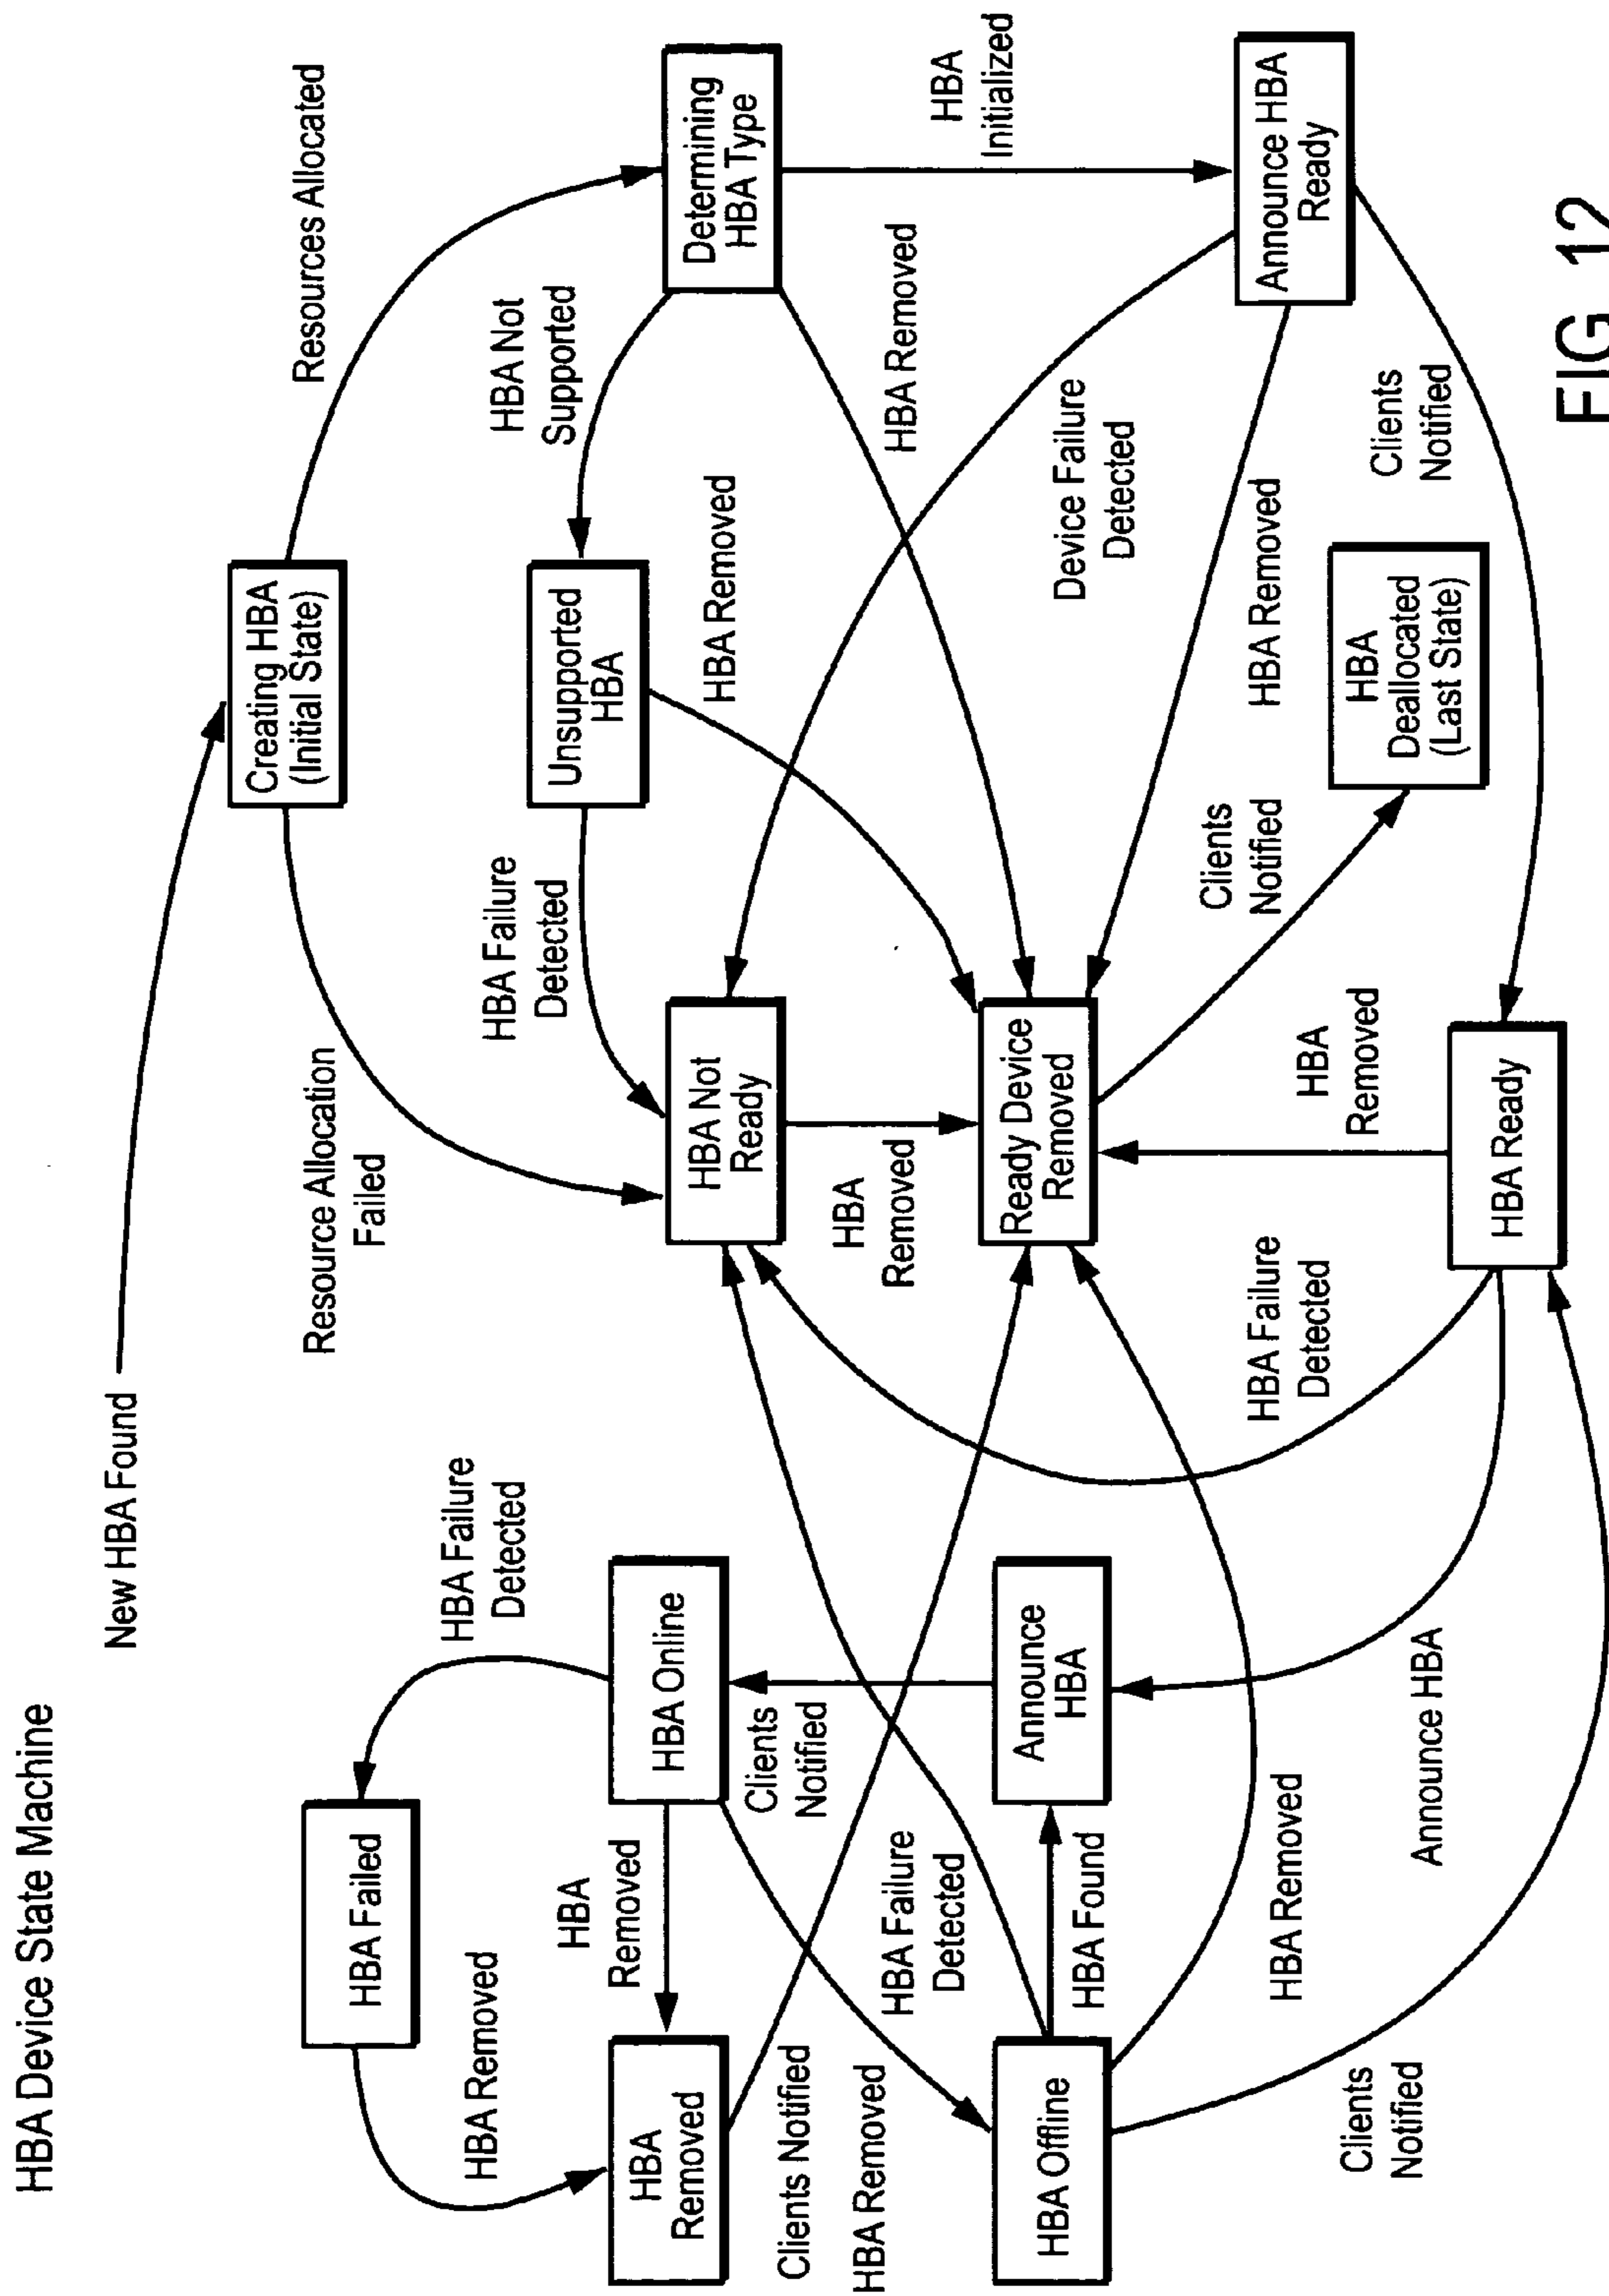 HBA Device State Machine
New HBA Found
Creating HBA
(Initial State)
Resource Allocation
Failed
Resources Allocated
HBA Failed
HBA Failure
Detected
HBA Removed
Unsupported
HBA
HBA Not
Supported
HBA Failure
Detected
HBA Removed
HBA
Removed
HBA
Removed
HBA Online
HBA Not
Ready
Determining
HBA Type
Clients Notified
Clients
Notified
HBA Removed
HBA
Removed
HBA Removed
HBA
Initialized
HBA Failure
Detected
HBA Offline
HBA Found
Announce
HBA
Ready Device
Removed
Device Failure
Detected
HBA Removed
HBA Failure
Detected
HBA
Removed
Clients
Notified
HBA Removed
Announce HBA
Ready
Clients
Notified
Announce HBA
HBA Ready
HBA
Deallocated
(Last State)
Clients
Notified
FIG. 12